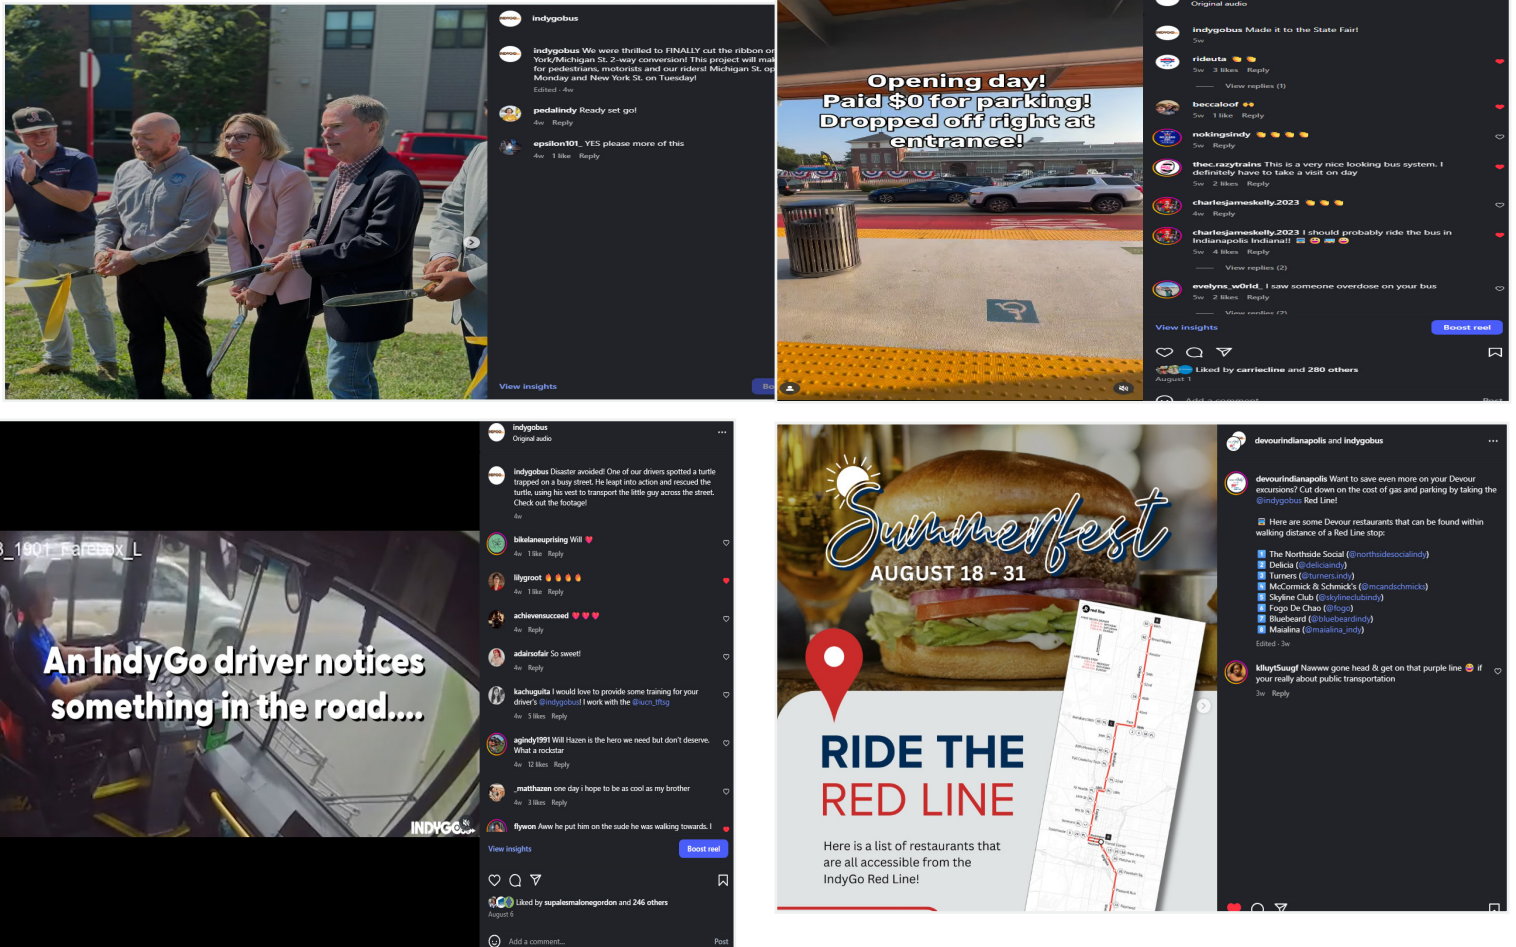 indygobus
indygobus We were thrilled to FINALLY cut the ribbon on
York/Michigan St. 2-way conversion! This project will mak
for pedestrians, motorists and our riders! Michigan St. op
Monday and New York St. on Tuesday!
Edited · 4w
pedalindy Ready set go!
4w Reply
epsilon101_ YES please more of this
4w 1 like Reply
View insights
Bo
Opening day!
Paid $0 for parking!
Dropped off right at
entrance!
Original audio
indygobus Made it to the State Fair!
5w
rideuta
5w 3 likes Reply
View replies (1)
beccaloof
5w 1 like Reply
nokingsindy
5w Reply
thec.razytrains This is a very nice looking bus system. I
definitely have to take a visit on day
5w 2 likes Reply
charlesjameskelly.2023
4w Reply
charlesjameskelly.2023 I should probably ride the bus in
Indianapolis Indiana!!
5w 4 likes Reply
View replies (2)
evelyns_w0rld_ I saw someone overdose on your bus
5w 2 likes Reply
View replies (2)
View insights
Boost reel
Liked by carriecline and 280 others
August 1
Add a comment
Post
An IndyGo driver notices
something in the road....
indygobus
Original audio
indygobus Disaster avoided! One of our drivers spotted a turtle
trapped on a busy street. He leapt into action and rescued the
turtle, using his vest to transport the little guy across the street.
Check out the footage!
4w
bikelaneuprising Will
4w 1 like Reply
lilygroot
4w 1 like Reply
achievensucceed
4w Reply
adairsofair So sweet!
4w Reply
kachuguita I would love to provide some training for your
driver's @indygobus! I work with the @iucn_tftsg
4w 5 likes Reply
agindy1991 Will Hazen is the hero we need but don't deserve.
What a rockstar
4w 12 likes Reply
_matthazen one day i hope to be as cool as my brother
4w 3 likes Reply
flywon Aww he put him on the sude he was walking towards. I
View insights
Boost reel
Liked by supalesmalonegordon and 246 others
August 6
Add a comment...
Post
Summerfest
AUGUST 18 - 31
red line
RIDE THE
RED LINE
Here is a list of restaurants that
are all accessible from the
IndyGo Red Line!
devourindianapolis and indygobus
devourindianapolis Want to save even more on your Devour
excursions? Cut down on the cost of gas and parking by taking the
@indygobus Red Line!
Here are some Devour restaurants that can be found within
walking distance of a Red Line stop:
1 The Northside Social (@northsidesocialindy)
2 Delicia (@deliciaindy)
3 Turners (@turners.indy)
4 McCormick & Schmick's (@mcandschmicks)
5 Skyline Club (@skylineclubindy)
6 Fogo De Chao (@fogo)
7 Bluebeard (@bluebeardindy)
8 Maialina (@maialina_indy)
Edited · 3w
klluyt5uugf Nawww gone head & get on that purple line if
your really about public transportation
3w Reply